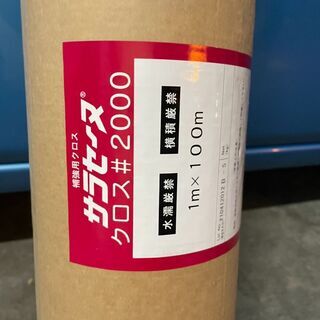 補強用クロス
サラセーヌ®
クロス#2000
水濡厳禁 横積厳禁
1m×100m